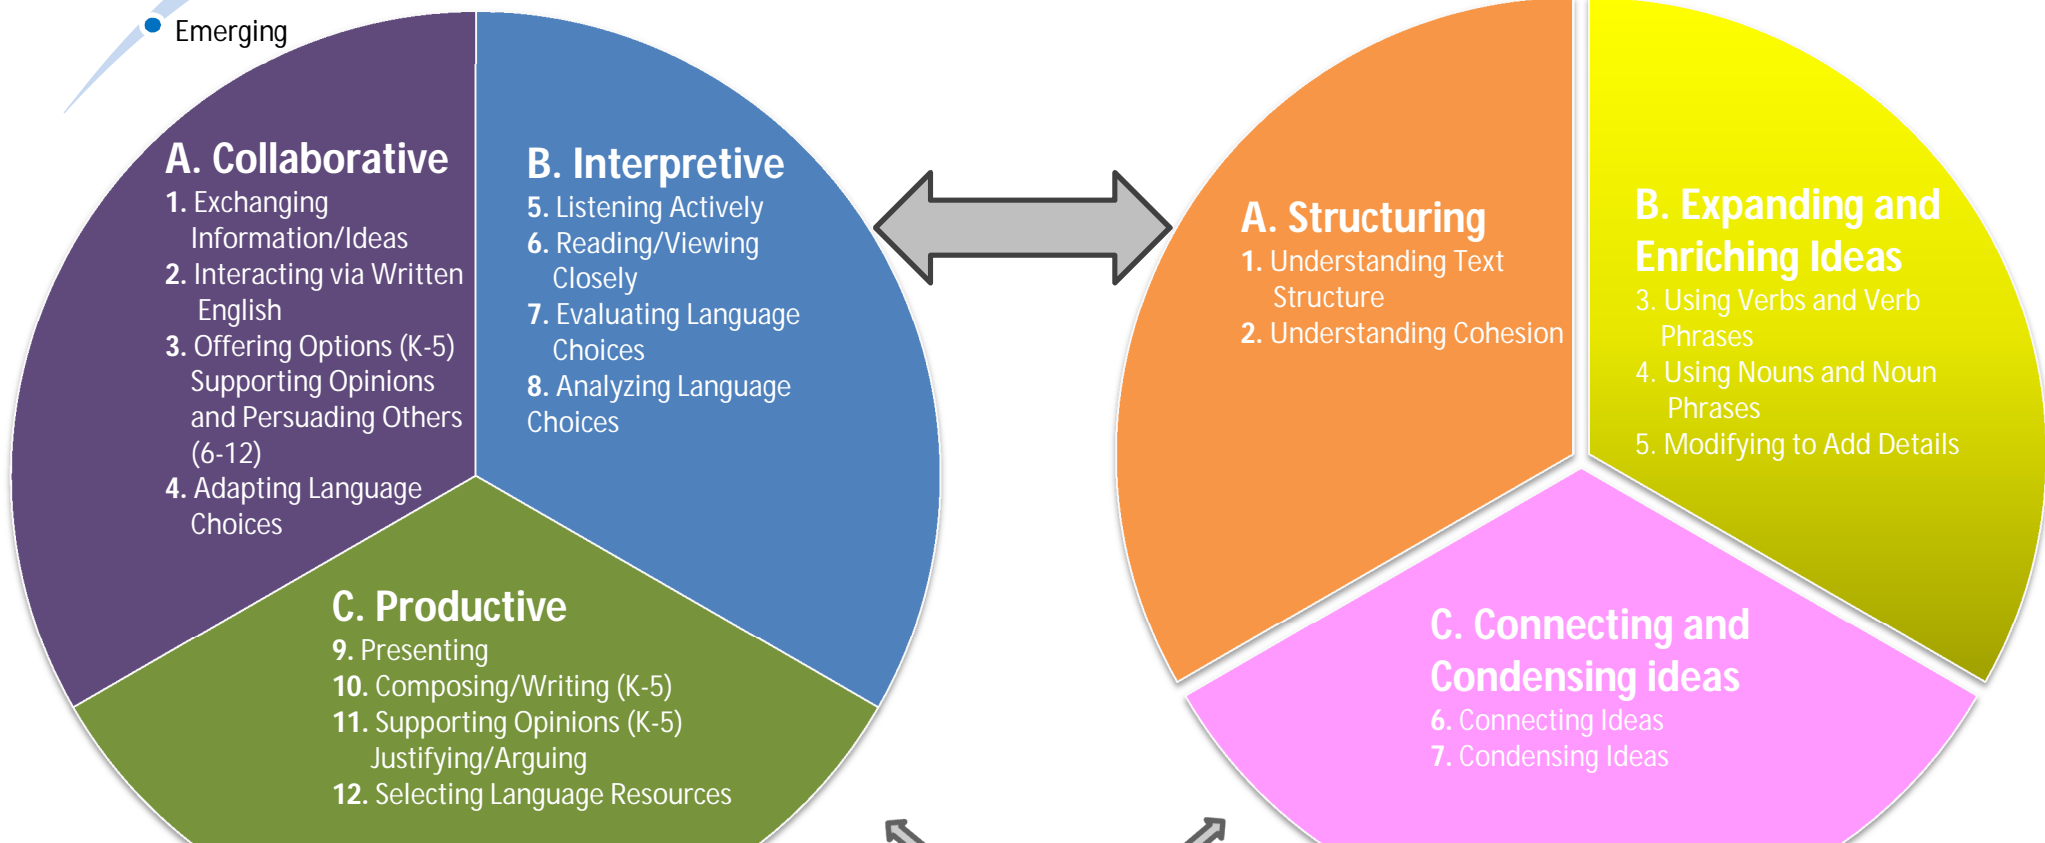 Emerging
A. Collaborative
1. Exchanging
Information/Ideas
2. Interacting via Written
English
3. Offering Options (K-5)
Supporting Opinions
and Persuading Others
(6-12)
4. Adapting Language
Choices
B. Interpretive
5. Listening Actively
6. Reading/Viewing
Closely
7. Evaluating Language
Choices
8. Analyzing Language
Choices
C. Productive
9. Presenting
10. Composing/Writing (K-5)
11. Supporting Opinions (K-5)
Justifying/Arguing
12. Selecting Language Resources
A. Structuring
1. Understanding Text
Structure
2. Understanding Cohesion
B. Expanding and
Enriching Ideas
3. Using Verbs and Verb
Phrases
4. Using Nouns and Noun
Phrases
5. Modifying to Add Details
C. Connecting and
Condensing ideas
6. Connecting Ideas
7. Condensing Ideas